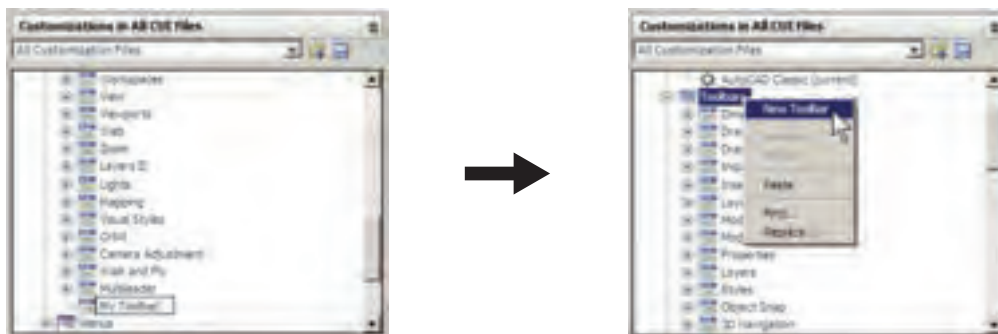 Customizations in All CUI Files
All Customization Files
Workspaces
View
Viewports
Web
Zoom
Layers II
Lights
Mapping
Visual Styles
Orbit
Camera Adjustment
Walk and Fly
Multileader
My Toolbar
Menus
Customizations in All CUI Files
All Customization Files
AutoCAD Classic (current)
Toolbars
New Toolbar
Paste
Find...
Replace...
Properties
Layers
Styles
Object Snap
3D Navigation